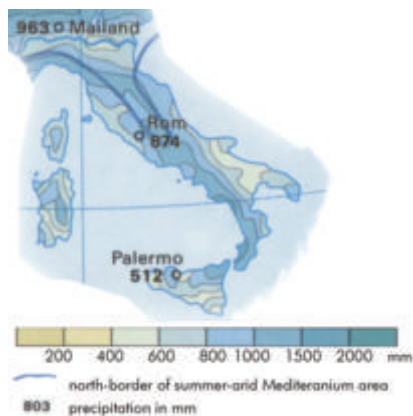 963 Mailand
Rom
874
Palermo
512
200 400 600 800 1000 1500 2000 mm
north-border of summer-arid Mediteranium area
803 precipitation in mm